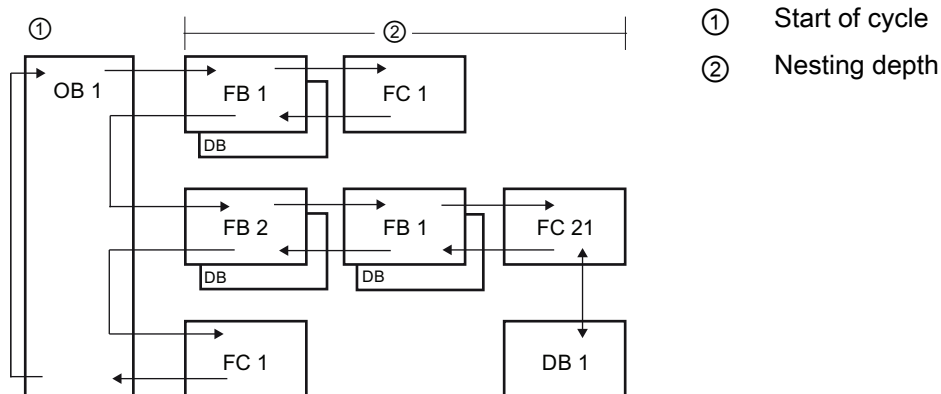 ① ② ① Start of cycle
② Nesting depth
OB 1 FB 1 FC 1
DB
FB 2 FB 1 FC 21
DB DB
FC 1 DB 1